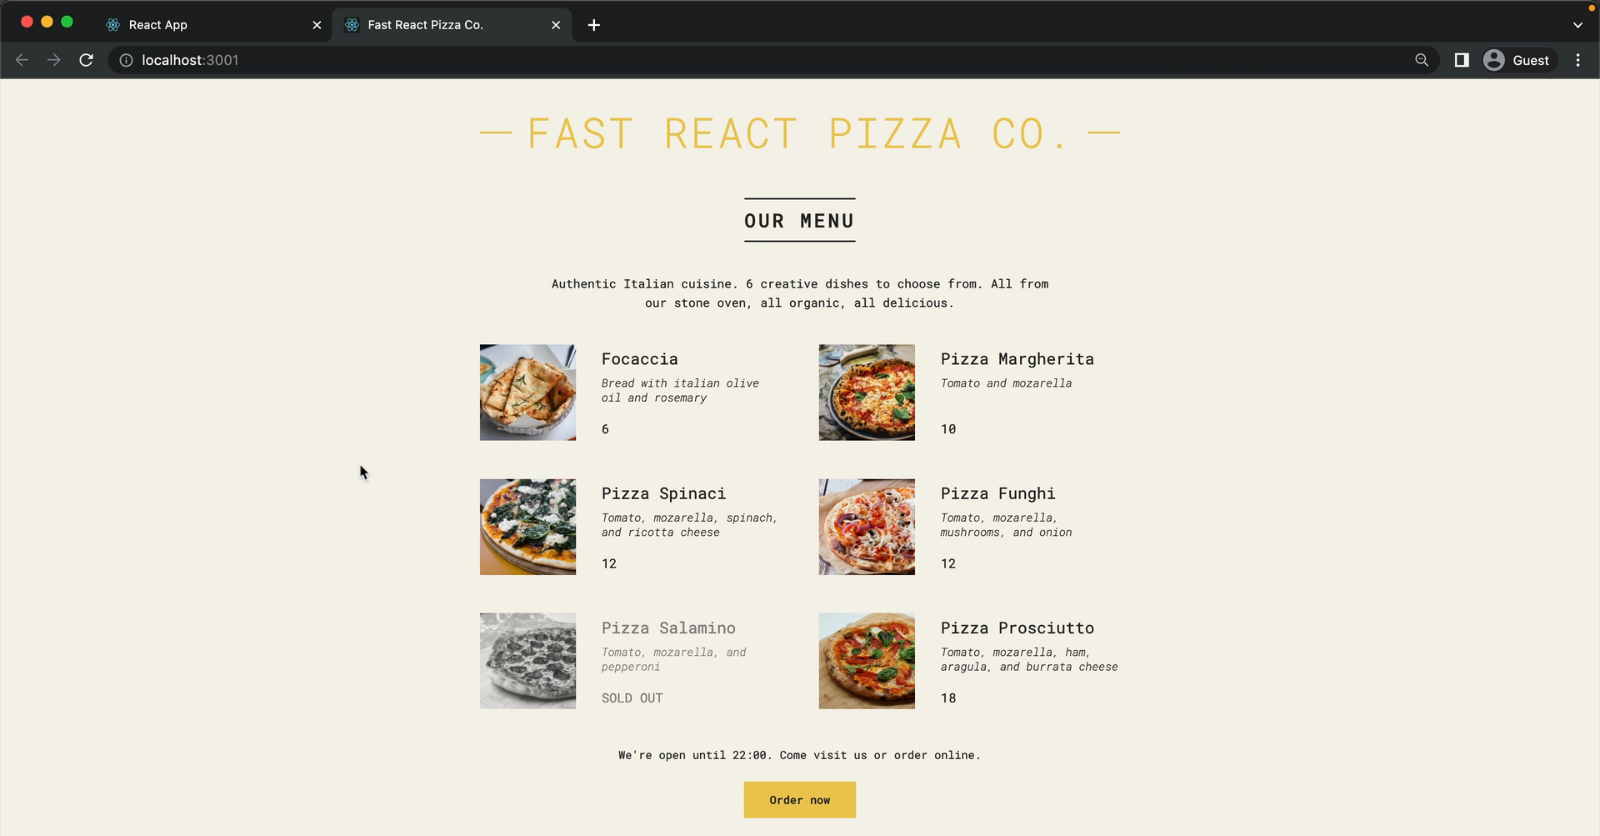 React App
Fast React Pizza Co.
localhost:3001
Guest
FAST REACT PIZZA CO.
OUR MENU
Authentic Italian cuisine. 6 creative dishes to choose from. All from
our stone oven, all organic, all delicious.
Focaccia
Bread with italian olive
oil and rosemary
6
Pizza Margherita
Tomato and mozarella
10
Pizza Spinaci
Tomato, mozarella, spinach,
and ricotta cheese
12
Pizza Funghi
Tomato, mozarella,
mushrooms, and onion
12
Pizza Salamino
Tomato, mozarella, and
pepperoni
SOLD OUT
Pizza Prosciutto
Tomato, mozarella, ham,
aragula, and burrata cheese
18
We're open until 22:00. Come visit us or order online.
Order now